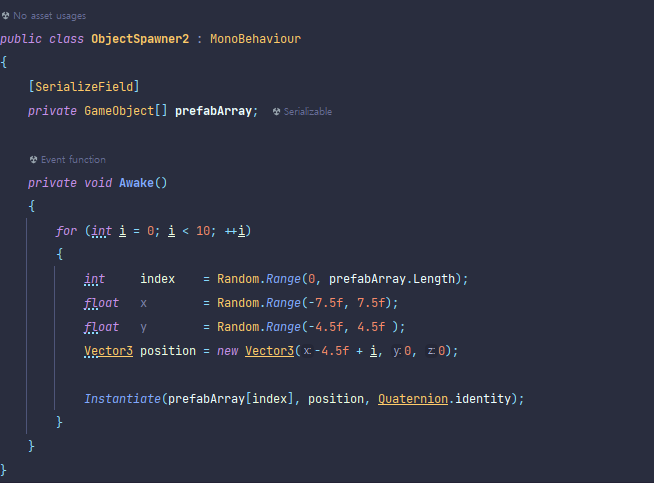 No asset usages
public class ObjectSpawner2 : MonoBehaviour
{
[SerializeField]
private GameObject[] prefabArray; Serializable
Event function
private void Awake()
{
for (int i = 0; i < 10; ++i)
{
int index = Random.Range(0, prefabArray.Length);
float x = Random.Range(-7.5f, 7.5f);
float y = Random.Range(-4.5f, 4.5f );
Vector3 position = new Vector3(x:-4.5f + i, y:0, z:0);
Instantiate(prefabArray[index], position, Quaternion.identity);
}
}
}